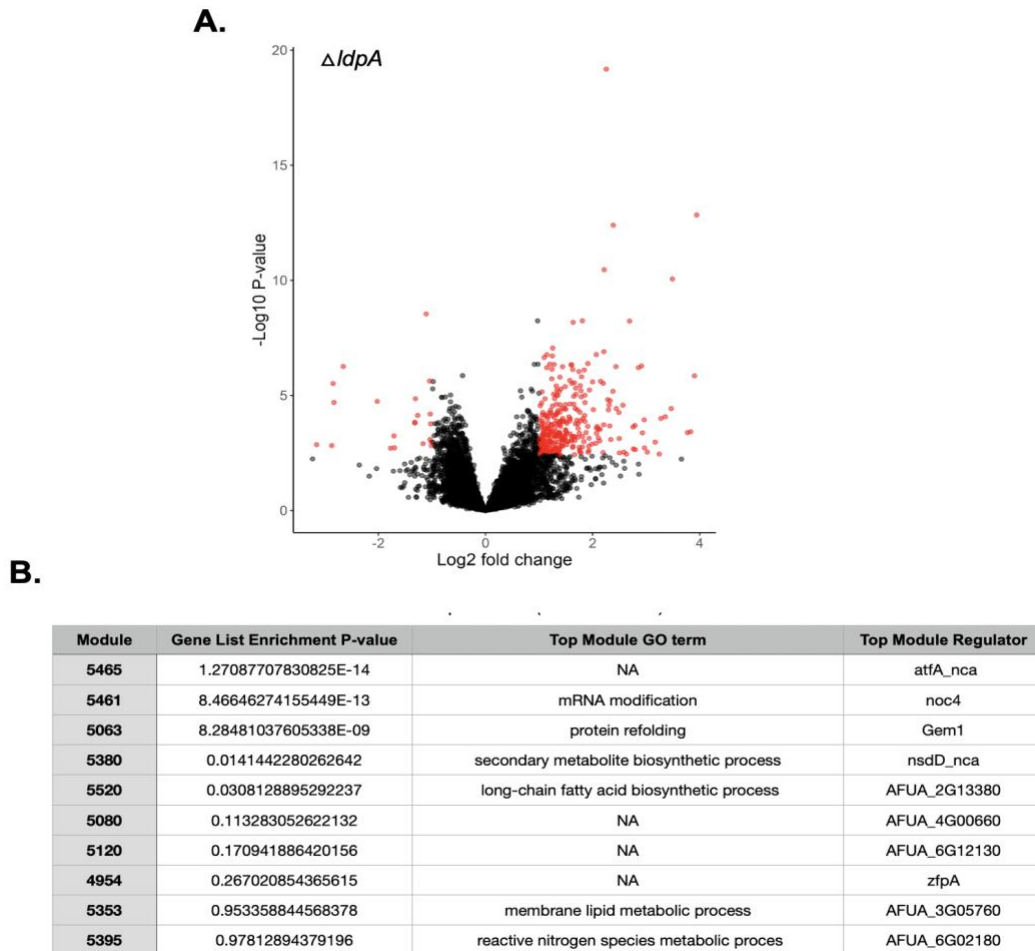 A.
△ldpA
20
15
10
5
0
-Log10 P-value
-2 0 2 4
Log2 fold change
B.
Module Gene List Enrichment P-value Top Module GO term Top Module Regulator
5465 1.27087707830825E-14 NA atfA_nca
5461 8.46646274155449E-13 mRNA modification noc4
5063 8.28481037605338E-09 protein refolding Gem1
5380 0.0141442280262642 secondary metabolite biosynthetic process nsdD_nca
5520 0.0308128895292237 long-chain fatty acid biosynthetic process AFUA_2G13380
5080 0.113283052622132 NA AFUA_4G00660
5120 0.170941886420156 NA AFUA_6G12130
4954 0.267020854365615 NA zfpA
5353 0.953358844568378 membrane lipid metabolic process AFUA_3G05760
5395 0.97812894379196 reactive nitrogen species metabolic proces AFUA_6G02180